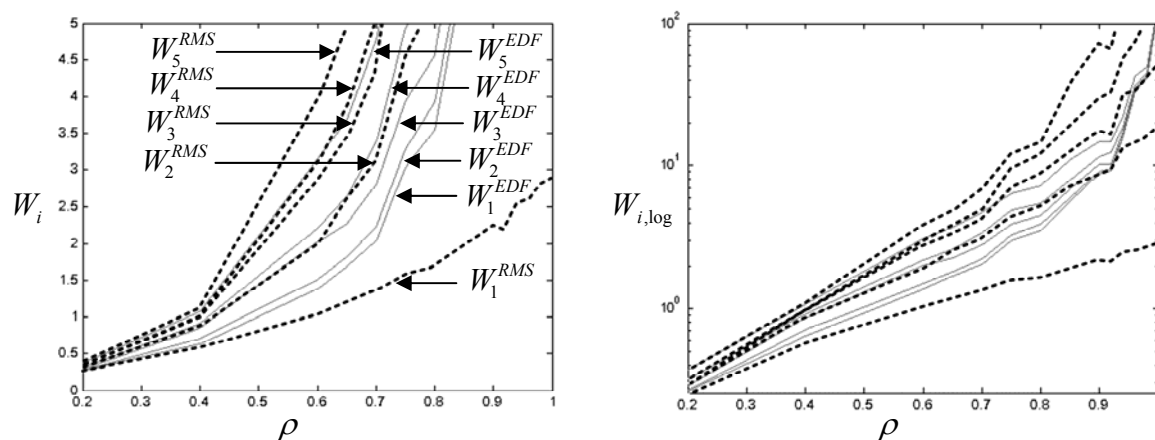 5
4.5
4
3.5
3
2.5
2
1.5
1
0.5
0
W_i
W_5^{RMS}
W_4^{RMS}
W_3^{RMS}
W_2^{RMS}
W_5^{EDF}
W_4^{EDF}
W_3^{EDF}
W_2^{EDF}
W_1^{EDF}
W_1^{RMS}
0.2 0.3 0.4 0.5 0.6 0.7 0.8 0.9 1
ρ
10^2
10^1
10^0
W_{i,log}
0.2 0.3 0.4 0.5 0.6 0.7 0.8 0.9
ρ